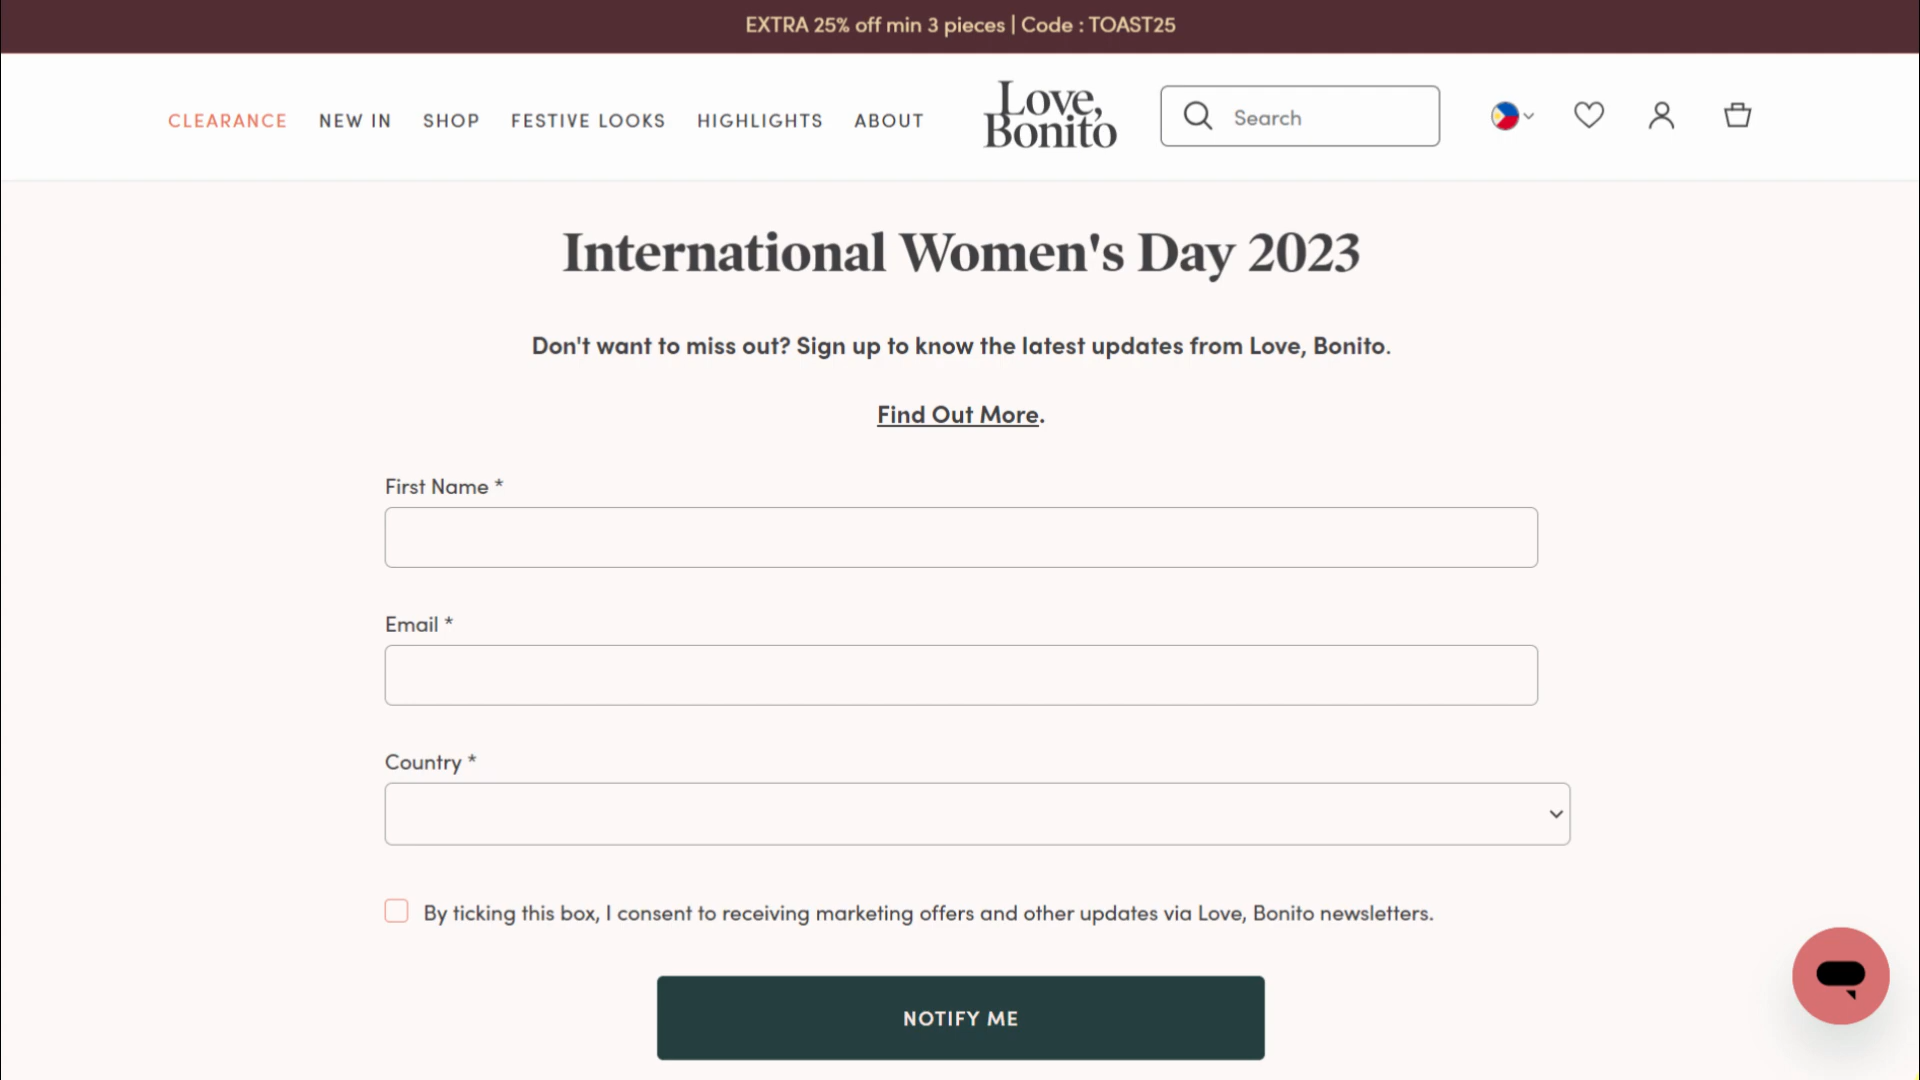 EXTRA 25% off min 3 pieces | Code : TOAST25
CLEARANCE NEW IN SHOP FESTIVE LOOKS HIGHLIGHTS ABOUT
Love,
Bonito
Search
International Women's Day 2023
Don't want to miss out? Sign up to know the latest updates from Love, Bonito.
Find Out More.
First Name *
Email *
Country *
By ticking this box, I consent to receiving marketing offers and other updates via Love, Bonito newsletters.
NOTIFY ME